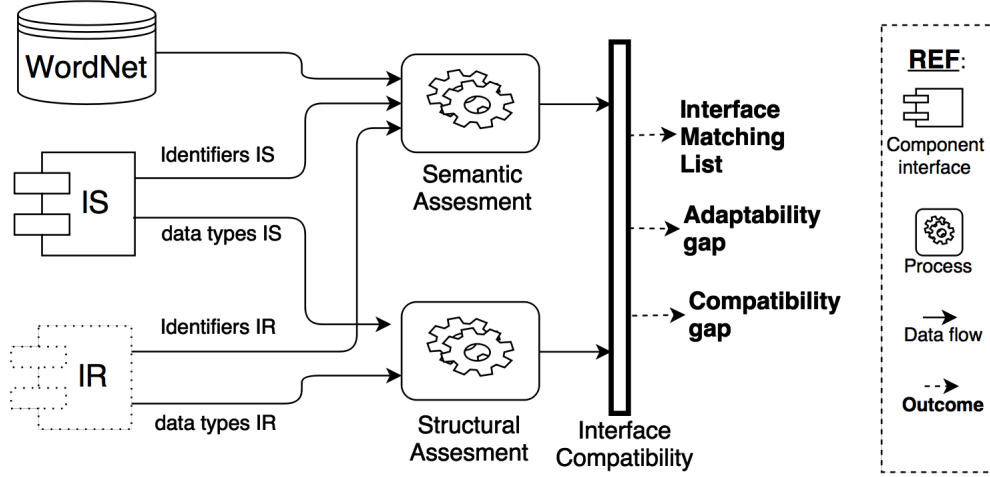 WordNet
IS
Identifiers IS
data types IS
IR
Identifiers IR
data types IR
Semantic
Assesment
Structural
Assesment
Interface
Compatibility
Interface
Matching
List
Adaptability
gap
Compatibility
gap
REF:
Component
interface
Process
Data flow
Outcome